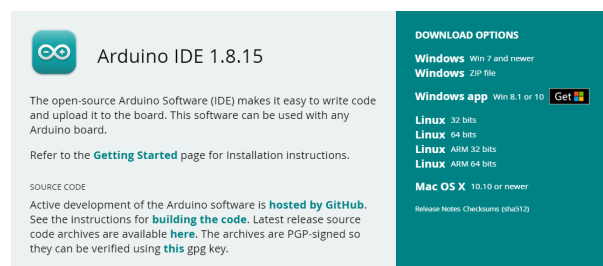 Arduino IDE 1.8.15
The open-source Arduino Software (IDE) makes it easy to write code
and upload it to the board. This software can be used with any
Arduino board.
Refer to the Getting Started page for Installation instructions.
SOURCE CODE
Active development of the Arduino software is hosted by GitHub.
See the instructions for building the code. Latest release source
code archives are available here. The archives are PGP-signed so
they can be verified using this gpg key.
DOWNLOAD OPTIONS
Windows Win 7 and newer
Windows ZIP file
Windows app Win 8.1 or 10 Get
Linux 32 bits
Linux 64 bits
Linux ARM 32 bits
Linux ARM 64 bits
Mac OS X 10.10 or newer
Release Notes Checksums (sha512)